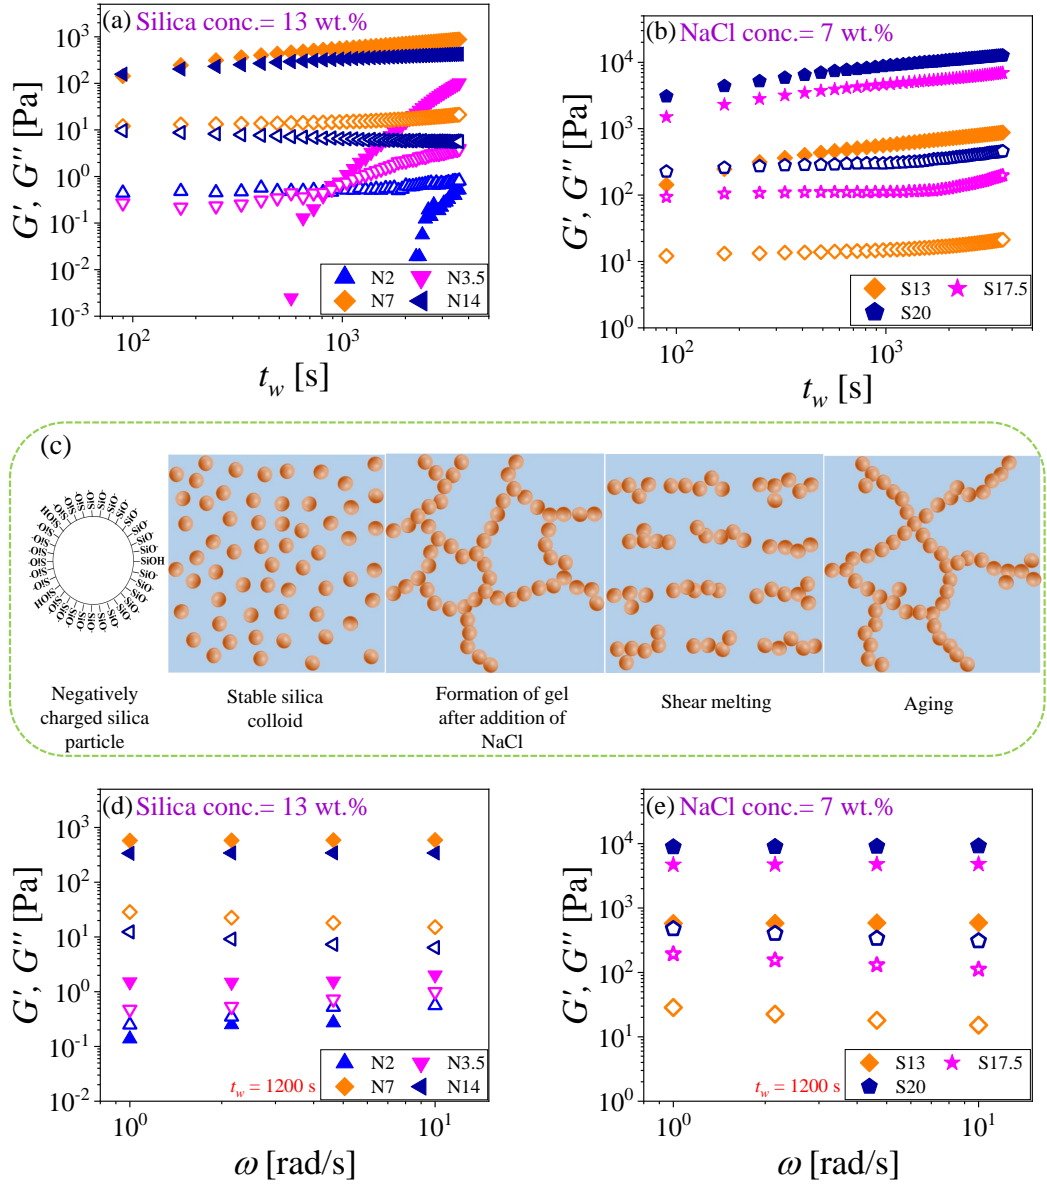 (a) Silica conc.= 13 wt.%
10³
10²
10¹
10⁰
10⁻¹
10⁻²
10⁻³
G', G'' [Pa]
N2 N3.5
N7 N14
10² 10³
t_w [s]
(b) NaCl conc.= 7 wt.%
10⁴
10³
10²
10¹
10⁰
G', G'' [Pa]
S13 S17.5
S20
10² 10³
t_w [s]
(c)
SiO⁻
SiOH
Negatively
charged silica
particle
Stable silica
colloid
Formation of gel
after addition of
NaCl
Shear melting
Aging
(d) Silica conc.= 13 wt.%
10³
10²
10¹
10⁰
10⁻¹
10⁻²
G', G'' [Pa]
N2 N3.5
N7 N14
t_w = 1200 s
10⁰ 10¹
ω [rad/s]
(e) NaCl conc.= 7 wt.%
10⁴
10³
10²
10¹
10⁰
G', G'' [Pa]
S13 S17.5
S20
t_w = 1200 s
10⁰ 10¹
ω [rad/s]